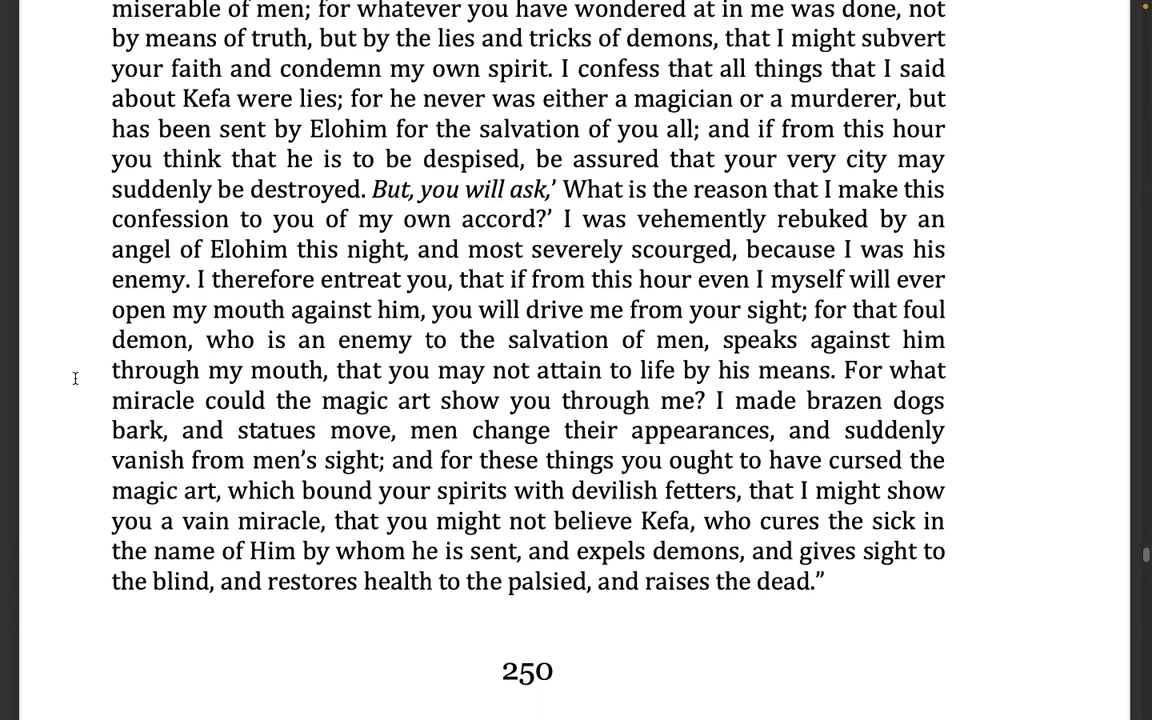 miserable of men; for whatever you have wondered at in me was done, not
by means of truth, but by the lies and tricks of demons, that I might subvert
your faith and condemn my own spirit. I confess that all things that I said
about Kefa were lies; for he never was either a magician or a murderer, but
has been sent by Elohim for the salvation of you all; and if from this hour
you think that he is to be despised, be assured that your very city may
suddenly be destroyed. But, you will ask,’ What is the reason that I make this
confession to you of my own accord?’ I was vehemently rebuked by an
angel of Elohim this night, and most severely scourged, because I was his
enemy. I therefore entreat you, that if from this hour even I myself will ever
open my mouth against him, you will drive me from your sight; for that foul
demon, who is an enemy to the salvation of men, speaks against him
through my mouth, that you may not attain to life by his means. For what
miracle could the magic art show you through me? I made brazen dogs
bark, and statues move, men change their appearances, and suddenly
vanish from men’s sight; and for these things you ought to have cursed the
magic art, which bound your spirits with devilish fetters, that I might show
you a vain miracle, that you might not believe Kefa, who cures the sick in
the name of Him by whom he is sent, and expels demons, and gives sight to
the blind, and restores health to the palsied, and raises the dead.”
250